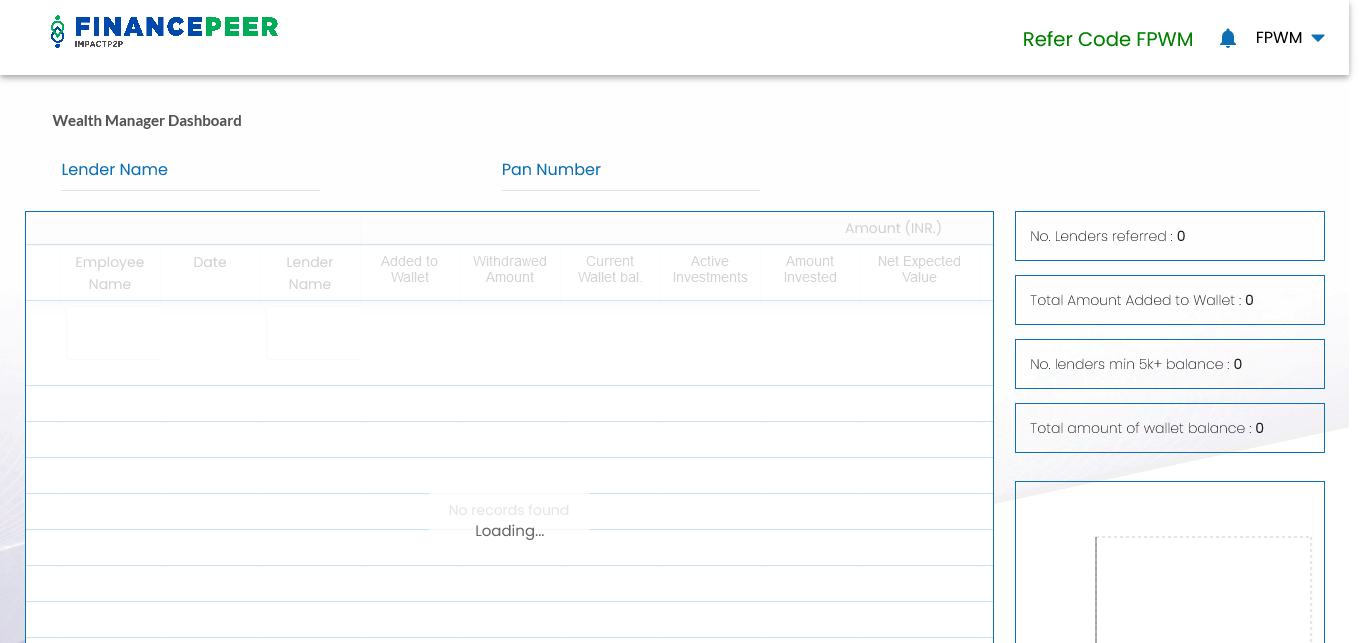 FINANCEPEER
IMPACTP2P
Refer Code FPWM
FPWM
Wealth Manager Dashboard
Lender Name
Pan Number
Amount (INR.)
Employee Name
Date
Lender Name
Added to Wallet
Withdrawed Amount
Current Wallet bal.
Active Investments
Amount Invested
Net Expected Value
No records found
Loading...
No. Lenders referred : 0
Total Amount Added to Wallet : 0
No. lenders min 5k+ balance : 0
Total amount of wallet balance : 0